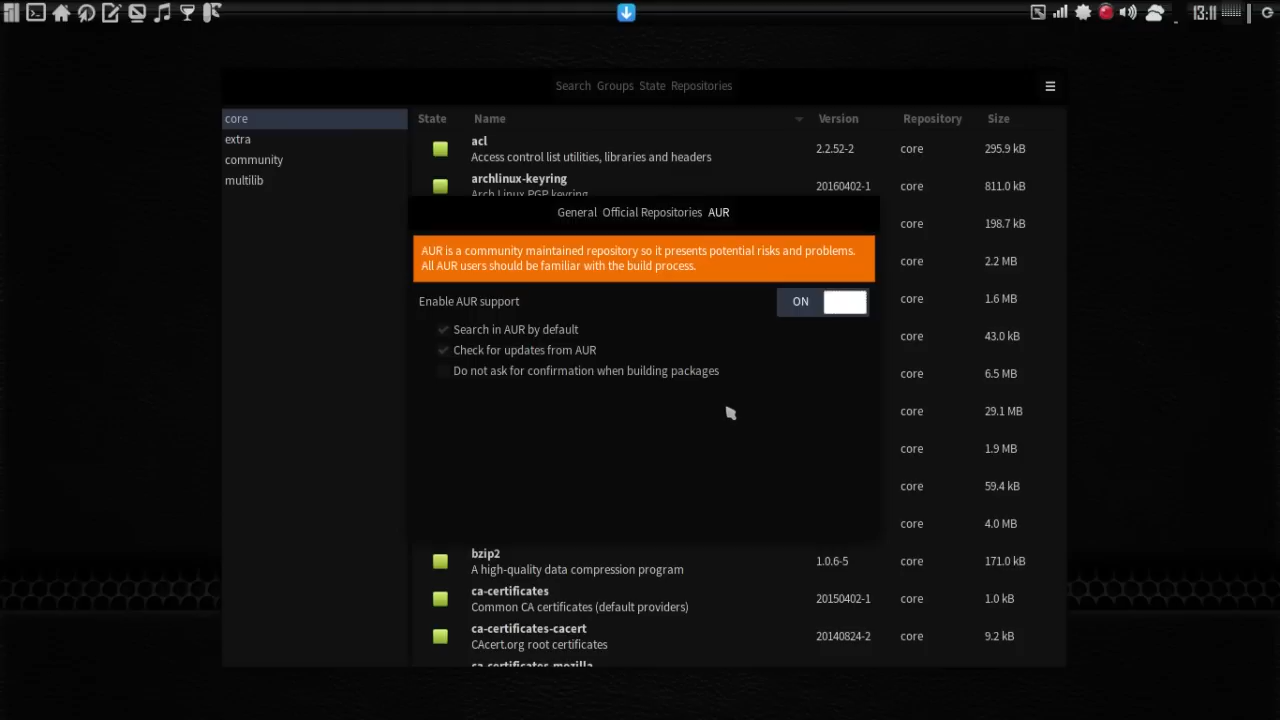 13:11
Search Groups State Repositories
core
extra
community
multilib
State Name Version Repository Size
acl
Access control list utilities, libraries and headers
2.2.52-2 core 295.9 kB
archlinux-keyring
Arch Linux PGP keyring
20160402-1 core 811.0 kB
General Official Repositories AUR
AUR is a community maintained repository so it presents potential risks and problems.
All AUR users should be familiar with the build process.
Enable AUR support ON
Search in AUR by default
Check for updates from AUR
Do not ask for confirmation when building packages
core 198.7 kB
core 2.2 MB
core 1.6 MB
core 43.0 kB
core 6.5 MB
core 29.1 MB
core 1.9 MB
core 59.4 kB
core 4.0 MB
bzip2
A high-quality data compression program
1.0.6-5 core 171.0 kB
ca-certificates
Common CA certificates (default providers)
20150402-1 core 1.0 kB
ca-certificates-cacert
CAcert.org root certificates
20140824-2 core 9.2 kB
ca-certificates-mozilla